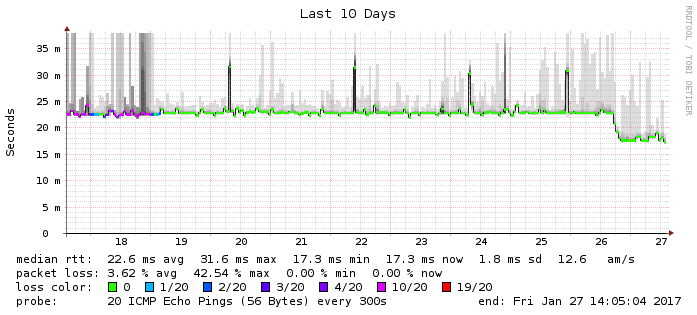 Last 10 Days
RRDTOOL / TOBI OETIKER
Seconds
35 m
30 m
25 m
20 m
15 m
10 m
5 m
0
18 19 20 21 22 23 24 25 26 27
median rtt: 22.6 ms avg 31.6 ms max 17.3 ms min 17.3 ms now 1.8 ms sd 12.6 am/s
packet loss: 3.62 % avg 42.54 % max 0.00 % min 0.00 % now
loss color: 0 1/20 2/20 3/20 4/20 10/20 19/20
probe: 20 ICMP Echo Pings (56 Bytes) every 300s end: Fri Jan 27 14:05:04 2017